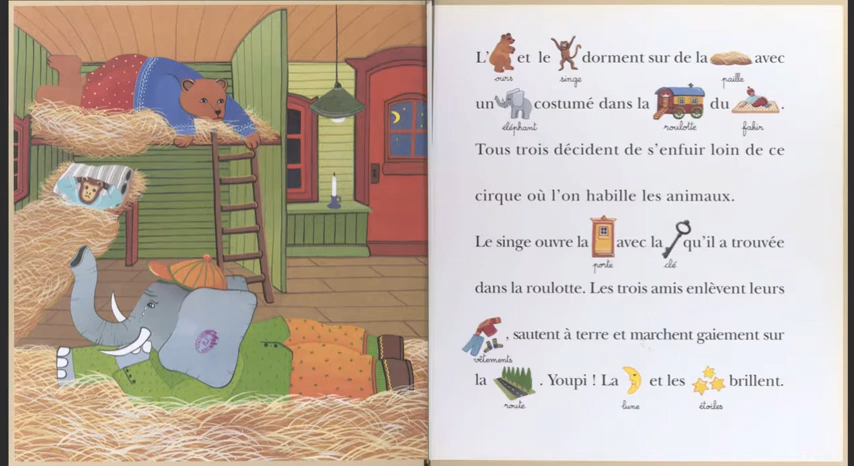 L' et le dorment sur de la avec
ours singe paille
un costumé dans la du .
éléphant roulotte fakir
Tous trois décident de s'enfuir loin de ce
cirque où l'on habille les animaux.
Le singe ouvre la avec la qu'il a trouvée
porte clé
dans la roulotte. Les trois amis enlèvent leurs
, sautent à terre et marchent gaiement sur
vêtements
la . Youpi ! La et les brillent.
route lune étoiles